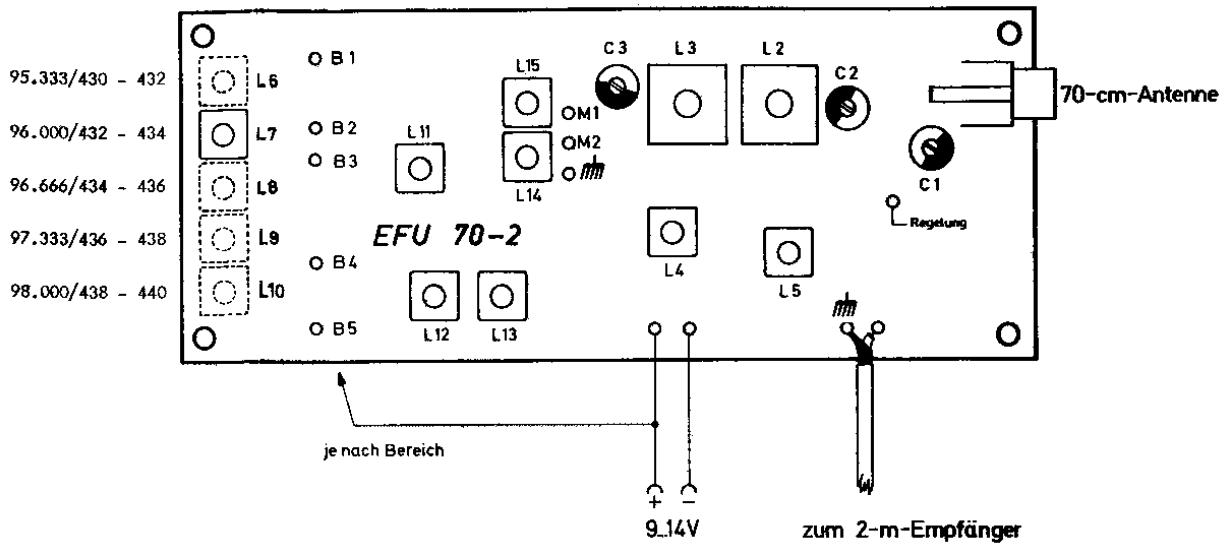 95.333/430 - 432
96.000/432 - 434
96.666/434 - 436
97.333/436 - 438
98.000/438 - 440
L6
L7
L8
L9
L10
B1
B2
B3
B4
B5
L11
L15
L14
M1
M2
C3
L3
L2
C2
C1
70-cm-Antenne
Regelung
EFU 70-2
L12
L13
L4
L5
je nach Bereich
+ -
9...14V
zum 2-m-Empfänger